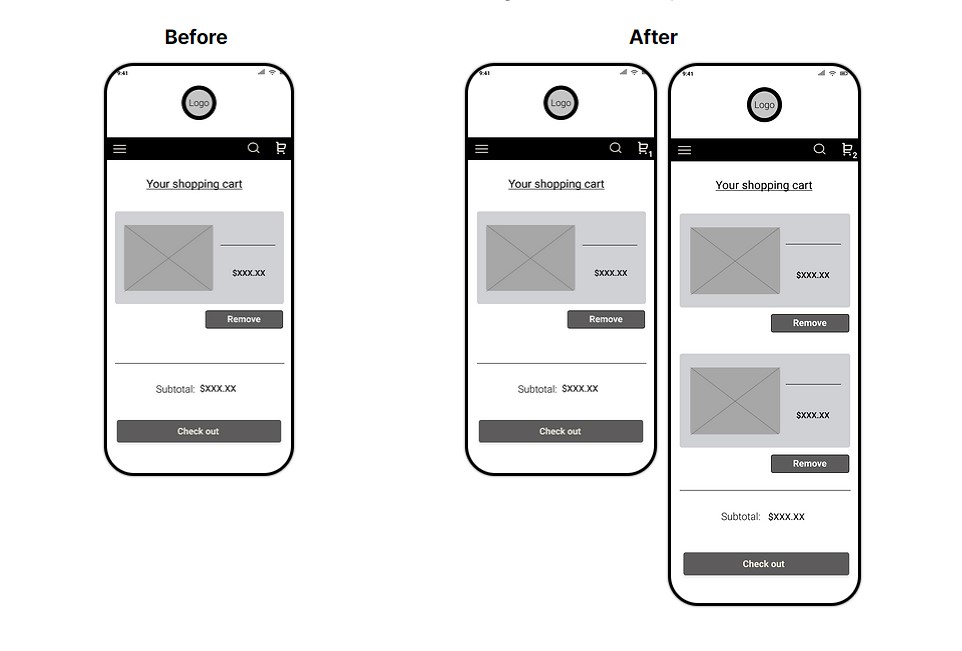 Before
9:41
Logo
Your shopping cart
$XXX.XX
Remove
Subtotal: $XXX.XX
Check out
After
9:41
Logo
1
Your shopping cart
$XXX.XX
Remove
Subtotal: $XXX.XX
Check out
9:41
Logo
2
Your shopping cart
$XXX.XX
Remove
$XXX.XX
Remove
Subtotal: $XXX.XX
Check out